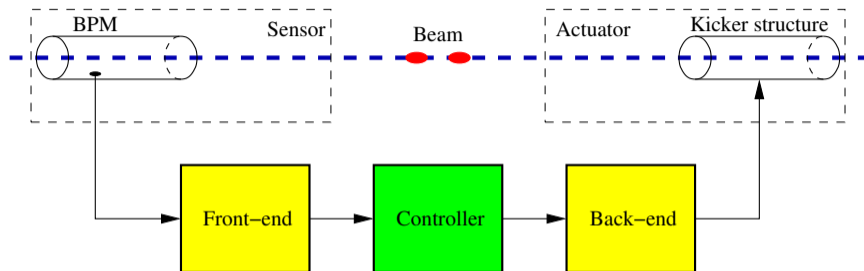 BPM
Sensor
Beam
Actuator
Kicker structure
Front−end
Controller
Back−end